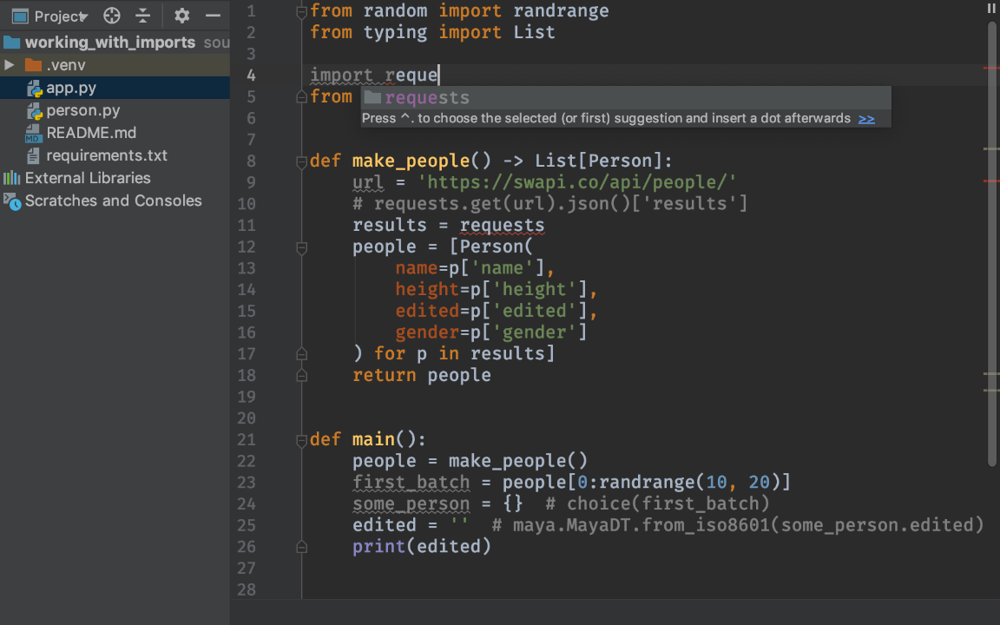 Project
working_with_imports sou
.venv
app.py
person.py
README.md
requirements.txt
External Libraries
Scratches and Consoles
1 from random import randrange
2 from typing import List
3
4 import reque
5 from
requests
6
Press ^. to choose the selected (or first) suggestion and insert a dot afterwards >>
7
8 def make_people() -> List[Person]:
9 url = 'https://swapi.co/api/people/'
10 # requests.get(url).json()['results']
11 results = requests
12 people = [Person(
13 name=p['name'],
14 height=p['height'],
15 edited=p['edited'],
16 gender=p['gender']
17 ) for p in results]
18 return people
19
20
21 def main():
22 people = make_people()
23 first_batch = people[0:randrange(10, 20)]
24 some_person = {}  # choice(first_batch)
25 edited = ''  # maya.MayaDT.from_iso8601(some_person.edited)
26 print(edited)
27
28